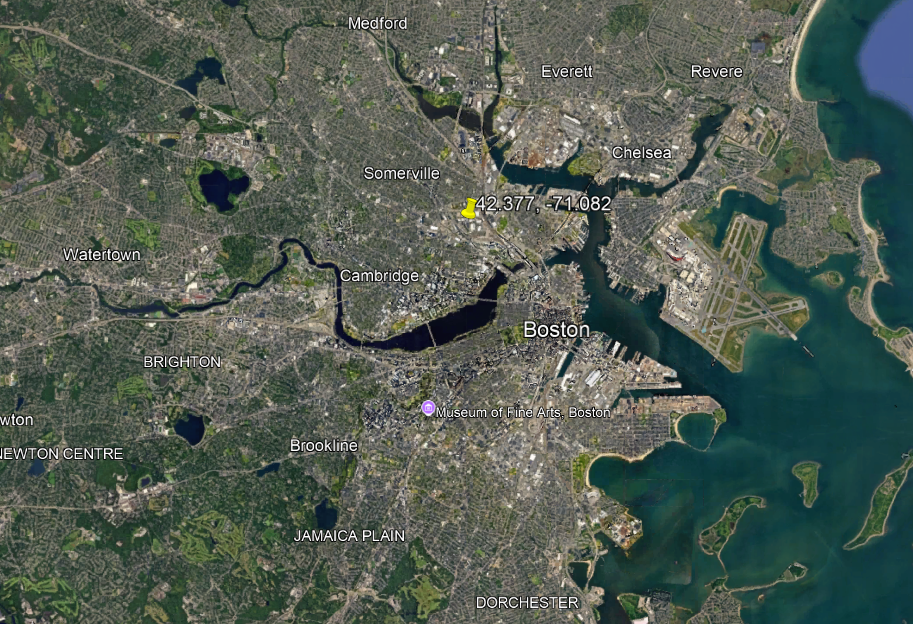 Medford
Everett
Revere
Chelsea
Somerville
42.377, -71.082
Watertown
Cambridge
Boston
BRIGHTON
Museum of Fine Arts, Boston
wton
Brookline
NEWTON CENTRE
JAMAICA PLAIN
DORCHESTER